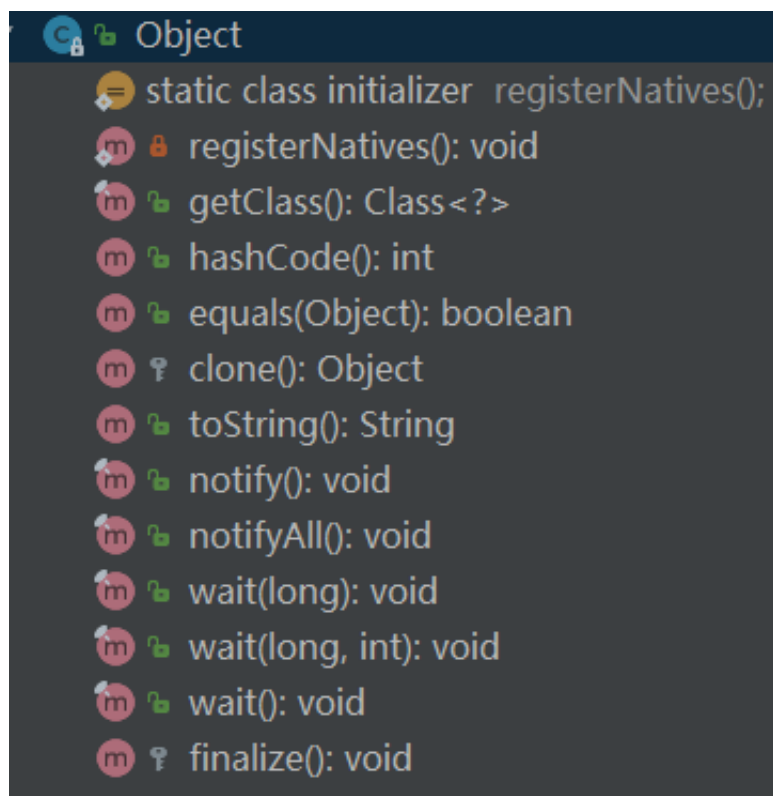 Object
static class initializer registerNatives();
registerNatives(): void
getClass(): Class<?>
hashCode(): int
equals(Object): boolean
clone(): Object
toString(): String
notify(): void
notifyAll(): void
wait(long): void
wait(long, int): void
wait(): void
finalize(): void